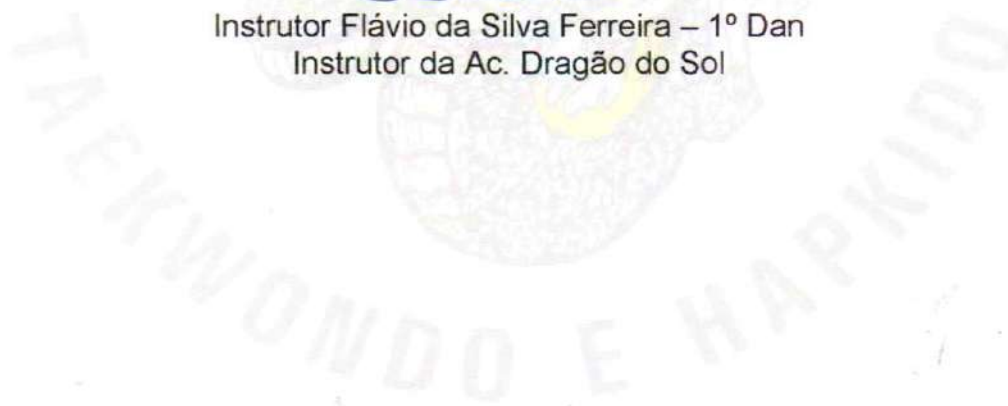 Instrutor Flávio da Silva Ferreira – 1º Dan
Instrutor da Ac. Dragão do Sol
TAEKWONDO E HAPKIDO